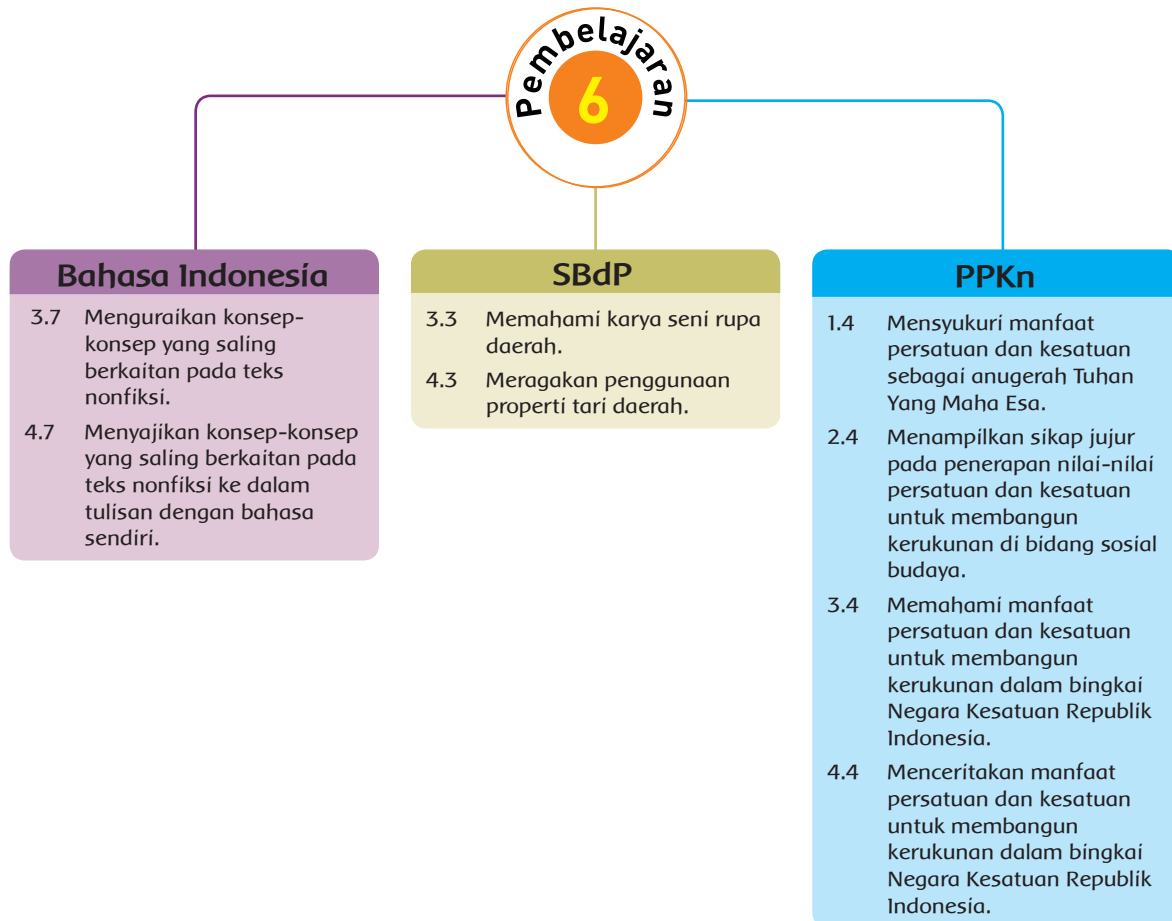 Pembelajaran
6
Bahasa Indonesia
3.7 Menguraikan konsep-
konsep yang saling
berkaitan pada teks
nonfiksi.
4.7 Menyajikan konsep-konsep
yang saling berkaitan pada
teks nonfiksi ke dalam
tulisan dengan bahasa
sendiri.
SBdP
3.3 Memahami karya seni rupa
daerah.
4.3 Meragakan penggunaan
properti tari daerah.
PPKn
1.4 Mensyukuri manfaat
persatuan dan kesatuan
sebagai anugerah Tuhan
Yang Maha Esa.
2.4 Menampilkan sikap jujur
pada penerapan nilai-nilai
persatuan dan kesatuan
untuk membangun
kerukunan di bidang sosial
budaya.
3.4 Memahami manfaat
persatuan dan kesatuan
untuk membangun
kerukunan dalam bingkai
Negara Kesatuan Republik
Indonesia.
4.4 Menceritakan manfaat
persatuan dan kesatuan
untuk membangun
kerukunan dalam bingkai
Negara Kesatuan Republik
Indonesia.